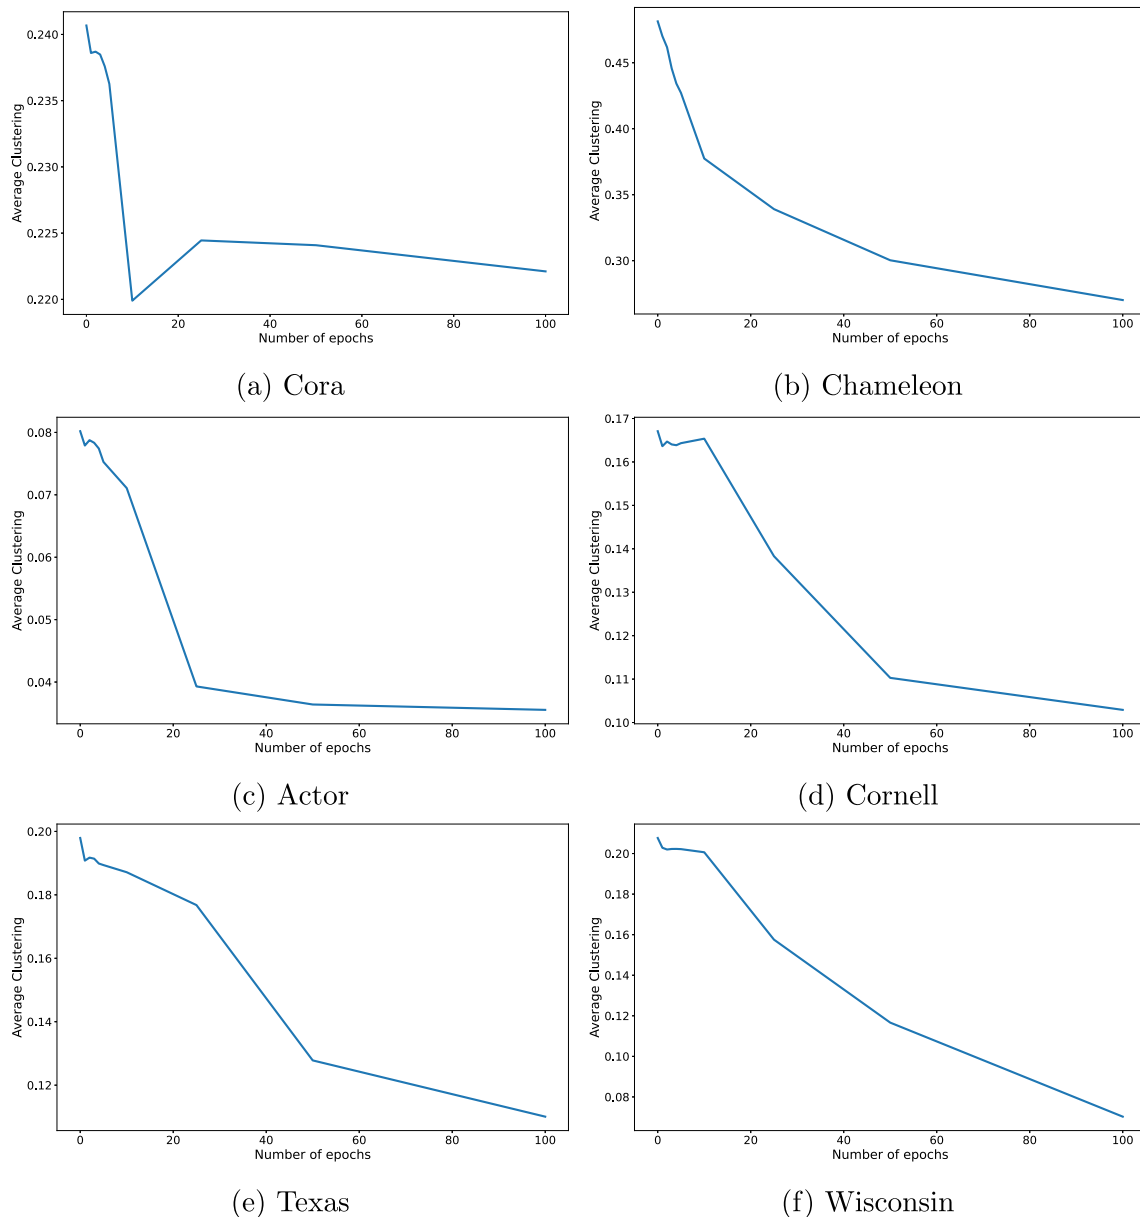 0.240
0.235
0.230
0.225
0.220
Average Clustering
0 20 40 60 80 100
Number of epochs
(a) Cora
0.45
0.40
0.35
0.30
Average Clustering
0 20 40 60 80 100
Number of epochs
(b) Chameleon
0.08
0.07
0.06
0.05
0.04
Average Clustering
0 20 40 60 80 100
Number of epochs
(c) Actor
0.17
0.16
0.15
0.14
0.13
0.12
0.11
0.10
Average Clustering
0 20 40 60 80 100
Number of epochs
(d) Cornell
0.20
0.18
0.16
0.14
0.12
Average Clustering
0 20 40 60 80 100
Number of epochs
(e) Texas
0.20
0.18
0.16
0.14
0.12
0.10
0.08
Average Clustering
0 20 40 60 80 100
Number of epochs
(f) Wisconsin